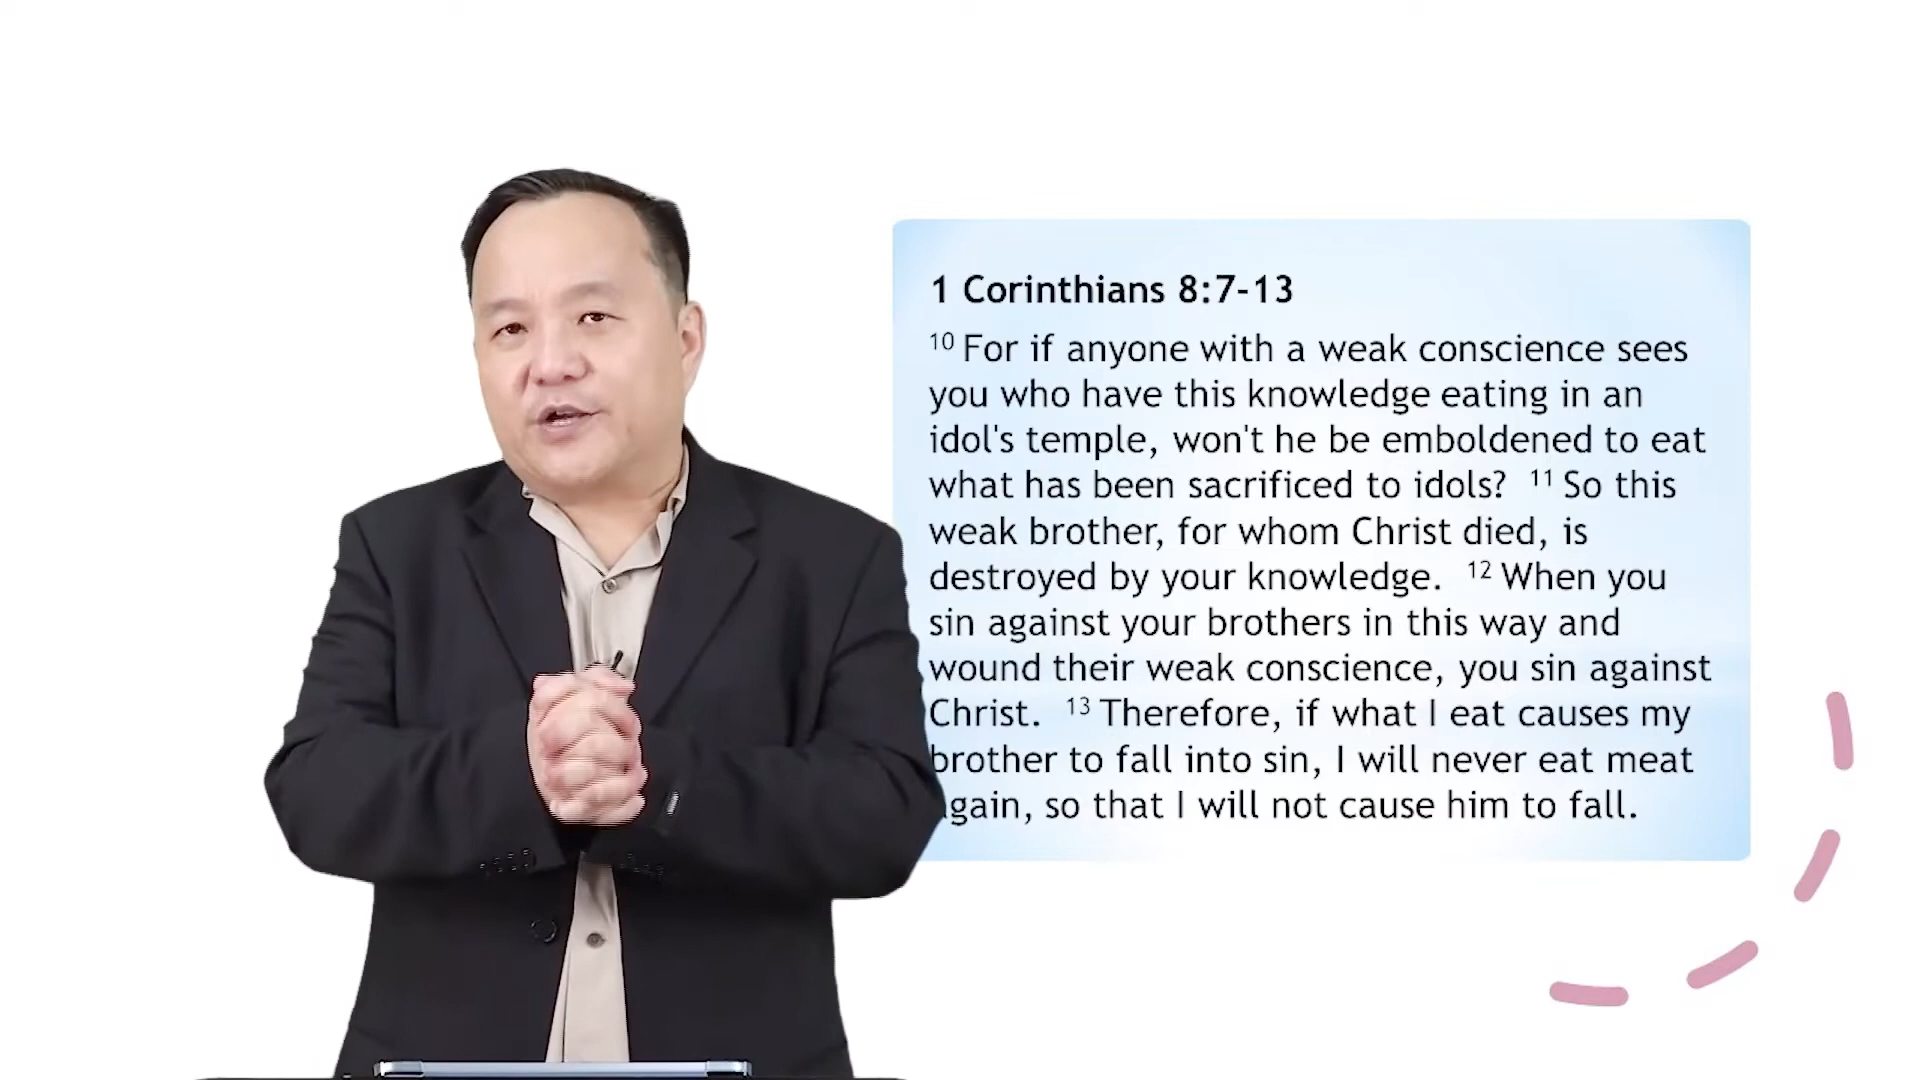 1 Corinthians 8:7-13
10 For if anyone with a weak conscience sees
you who have this knowledge eating in an
idol's temple, won't he be emboldened to eat
what has been sacrificed to idols? 11 So this
weak brother, for whom Christ died, is
destroyed by your knowledge. 12 When you
sin against your brothers in this way and
wound their weak conscience, you sin against
Christ. 13 Therefore, if what I eat causes my
brother to fall into sin, I will never eat meat
again, so that I will not cause him to fall.